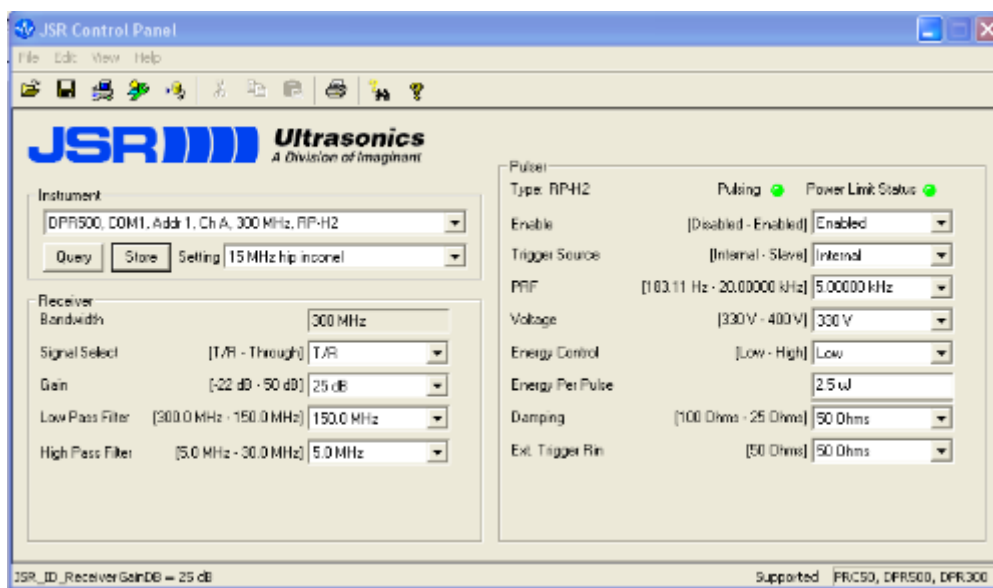 JSR Control Panel
File Edit View Help
JSR Ultrasonics
A Division of Imaginant
Instrument
DPR500, COM1, Addr 1, Ch A, 300 MHz, RP-H2
Query Store Setting 15 MHz hip inconel
Receiver
Bandwidth 300 MHz
Signal Select [T/R - Through] T/R
Gain [-22 dB - 50 dB] 25 dB
Low Pass Filter [300.0 MHz - 150.0 MHz] 150.0 MHz
High Pass Filter [5.0 MHz - 30.0 MHz] 5.0 MHz
Pulser
Type: RP-H2 Pulsing Power Limit Status
Enable [Disabled - Enabled] Enabled
Trigger Source [Internal - Slave] Internal
PRF [183.11 Hz - 20.00000 kHz] 5.00000 kHz
Voltage [330 V - 400 V] 330 V
Energy Control [Low - High] Low
Energy Per Pulse 2.5 uJ
Damping [100 Ohms - 25 Ohms] 50 Ohms
Ext. Trigger Rin [50 Ohms] 50 Ohms
JSR_ID_ReceiverGainDB = 25 dB Supported PRC50, DPR500, DPR300